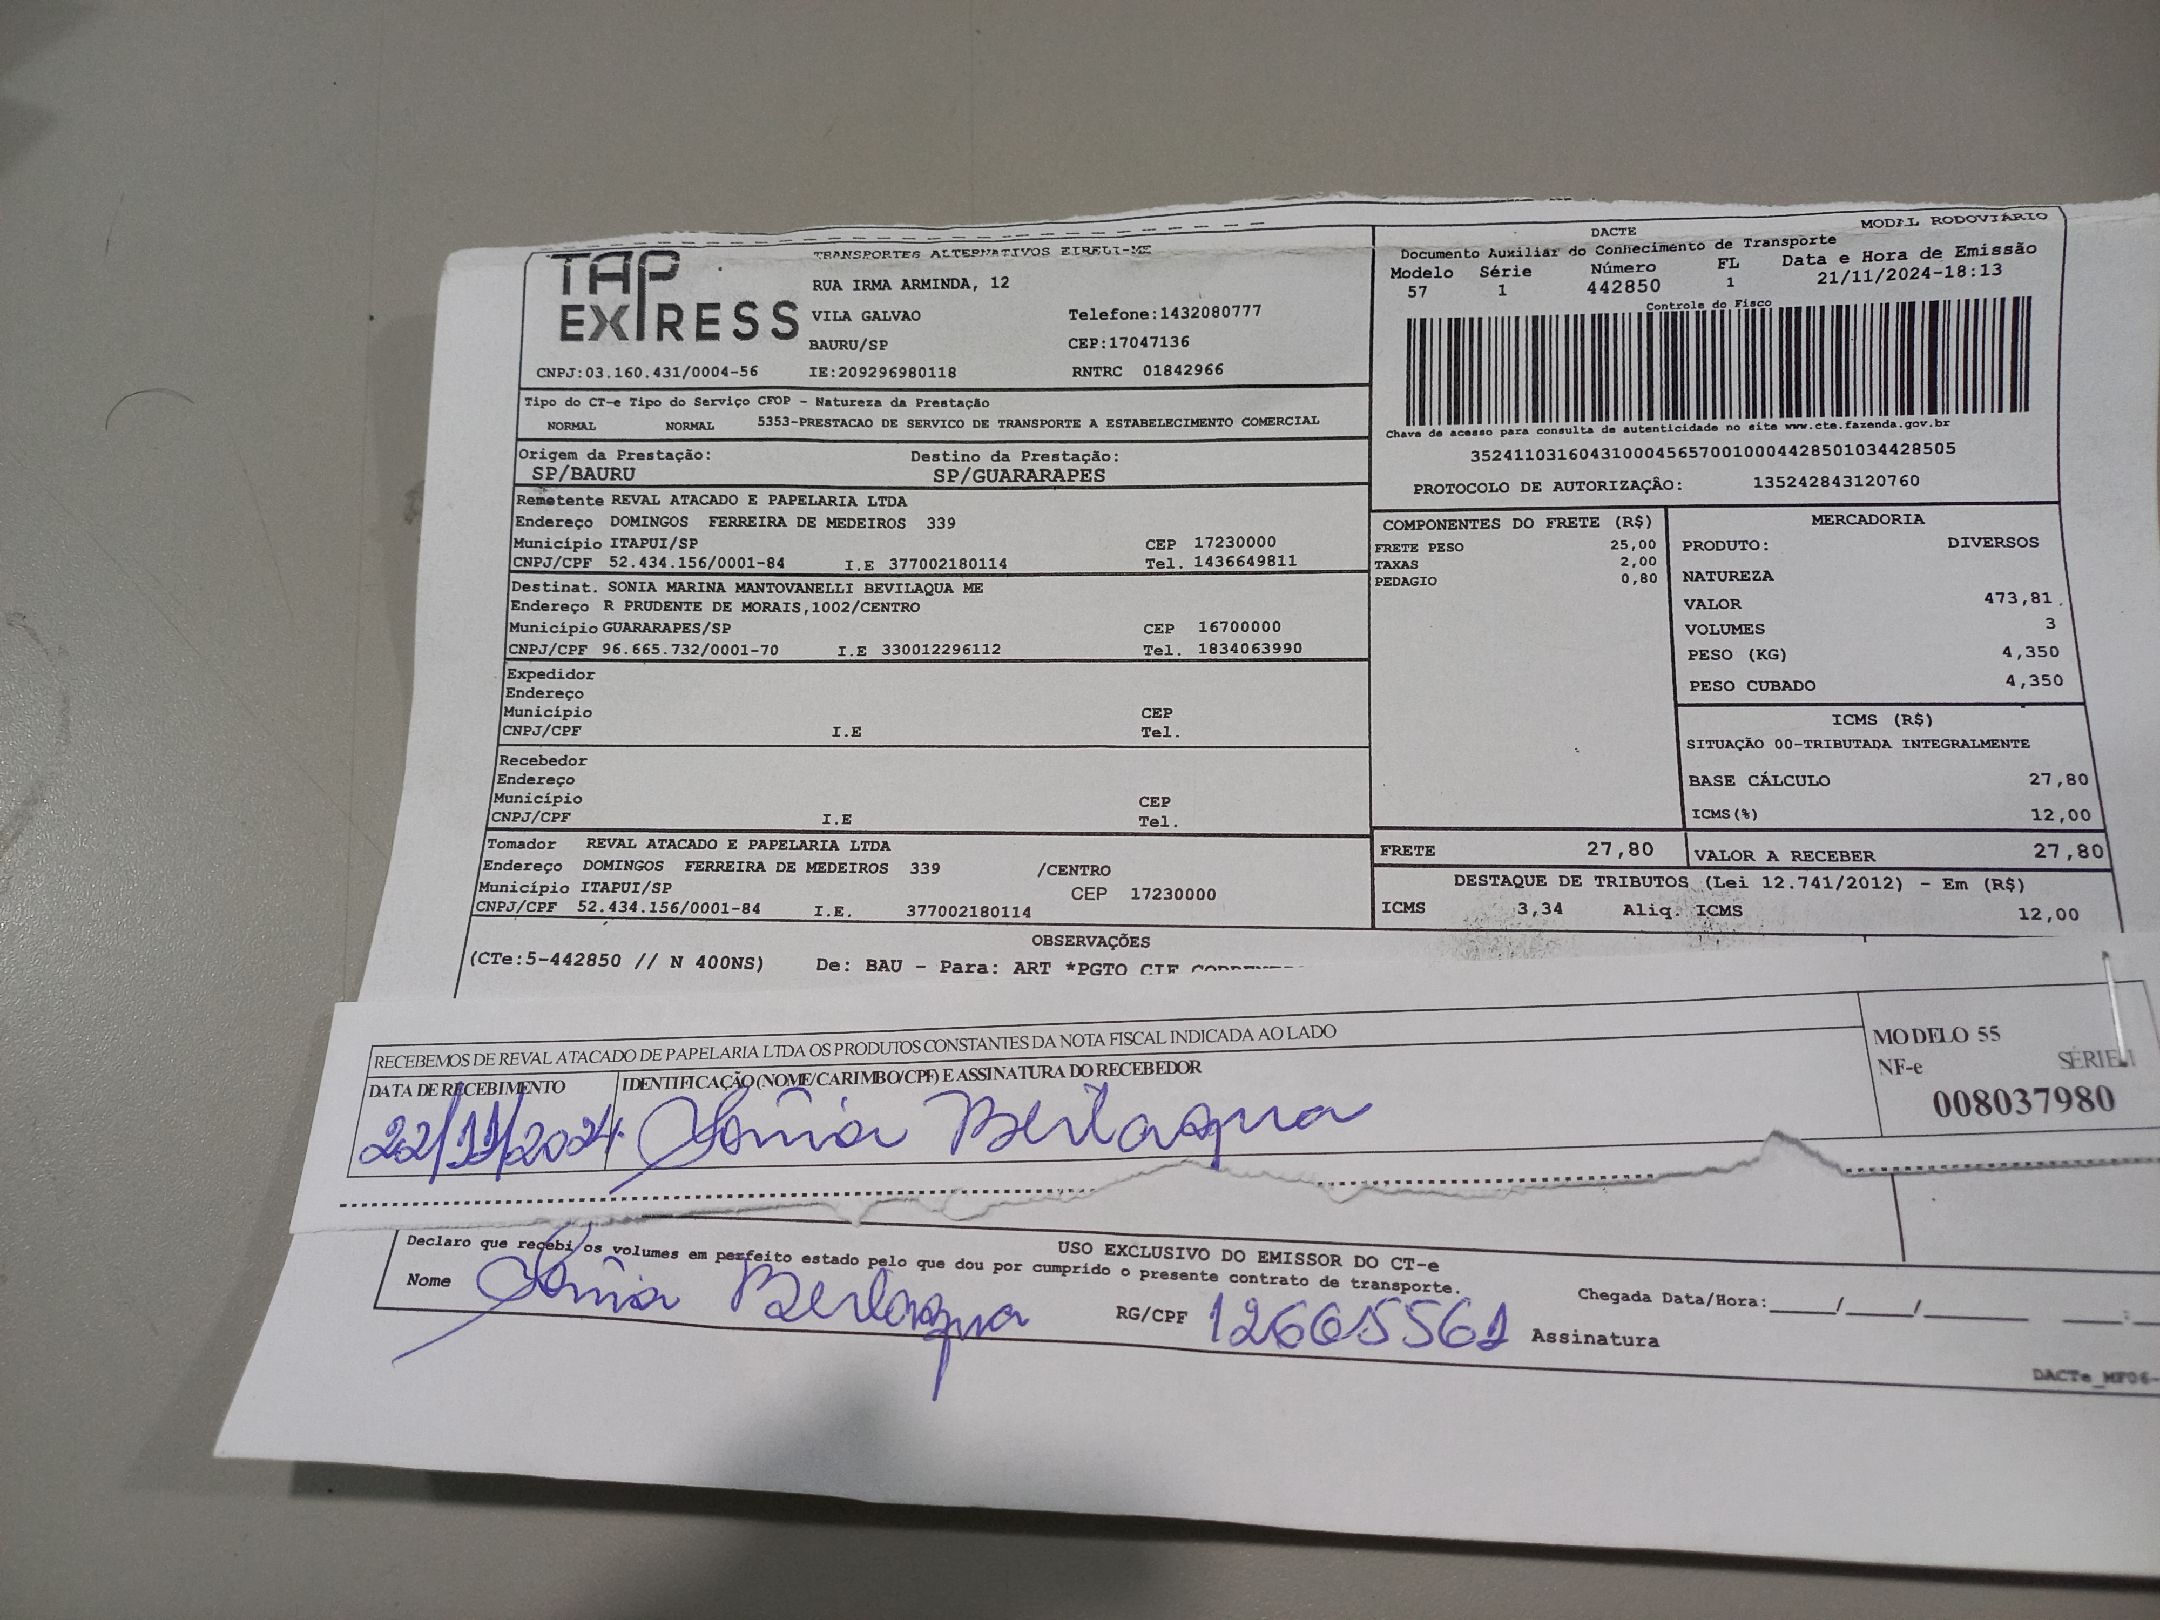 TAP
EXPRESS
TRANSPORTES ALTERNATIVOS EIRELI-ME
RUA IRMA ARMINDA, 12
VILA GALVAO Telefone:1432080777
BAURU/SP CEP:17047136
CNPJ:03.160.431/0004-56 IE:209296980118 RNTRC 01842966
DACTE MODAL RODOVIÁRIO
Documento Auxiliar do Conhecimento de Transporte
Modelo Série Número FL Data e Hora de Emissão
57 1 442850 1 21/11/2024-18:13
Controle do Fisco
Chave de acesso para consulta de autenticidade no site www.cte.fazenda.gov.br
35241103160431000456570010004428501034428505
PROTOCOLO DE AUTORIZAÇÃO: 135242843120760
Tipo do CT-e Tipo do Serviço CFOP - Natureza da Prestação
NORMAL NORMAL 5353-PRESTACAO DE SERVICO DE TRANSPORTE A ESTABELECIMENTO COMERCIAL
Origem da Prestação: Destino da Prestação:
SP/BAURU SP/GUARARAPES
Remetente REVAL ATACADO E PAPELARIA LTDA
Endereço DOMINGOS FERREIRA DE MEDEIROS 339
Município ITAPUI/SP CEP 17230000
CNPJ/CPF 52.434.156/0001-84 I.E 377002180114 Tel. 1436649811
Destinat. SONIA MARINA MANTOVANELLI BEVILAQUA ME
Endereço R PRUDENTE DE MORAIS,1002/CENTRO
Município GUARARAPES/SP CEP 16700000
CNPJ/CPF 96.665.732/0001-70 I.E 330012296112 Tel. 1834063990
Expedidor
Endereço
Município CEP
CNPJ/CPF I.E Tel.
Recebedor
Endereço
Município CEP
CNPJ/CPF I.E Tel.
Tomador REVAL ATACADO E PAPELARIA LTDA
Endereço DOMINGOS FERREIRA DE MEDEIROS 339 /CENTRO
Município ITAPUI/SP CEP 17230000
CNPJ/CPF 52.434.156/0001-84 I.E. 377002180114
COMPONENTES DO FRETE (R$)
FRETE PESO 25,00
TAXAS 2,00
PEDAGIO 0,80
MERCADORIA
PRODUTO: DIVERSOS
NATUREZA
VALOR 473,81
VOLUMES 3
PESO (KG) 4,350
PESO CUBADO 4,350
ICMS (R$)
SITUAÇÃO 00-TRIBUTADA INTEGRALMENTE
BASE CÁLCULO 27,80
ICMS(%) 12,00
FRETE 27,80 VALOR A RECEBER 27,80
DESTAQUE DE TRIBUTOS (Lei 12.741/2012) - Em (R$)
ICMS 3,34 Aliq. ICMS 12,00
OBSERVAÇÕES
(CTe:5-442850 // N 400NS) De: BAU - Para: ART *PGTO CIF
RECEBEMOS DE REVAL ATACADO DE PAPELARIA LTDA OS PRODUTOS CONSTANTES DA NOTA FISCAL INDICADA AO LADO
DATA DE RECEBIMENTO IDENTIFICAÇÃO (NOME/CARIMBO/CPF) E ASSINATURA DO RECEBEDOR
22/11/2024 Sônia Berlaqua
MODELO 55
NF-e SÉRIE.1
008037980
USO EXCLUSIVO DO EMISSOR DO CT-e
Declaro que recebi os volumes em perfeito estado pelo que dou por cumprido o presente contrato de transporte.
Nome Sônia Berlaqua RG/CPF 12665561 Assinatura
Chegada Data/Hora:____/____/______ ____:
DACTe_MF06-